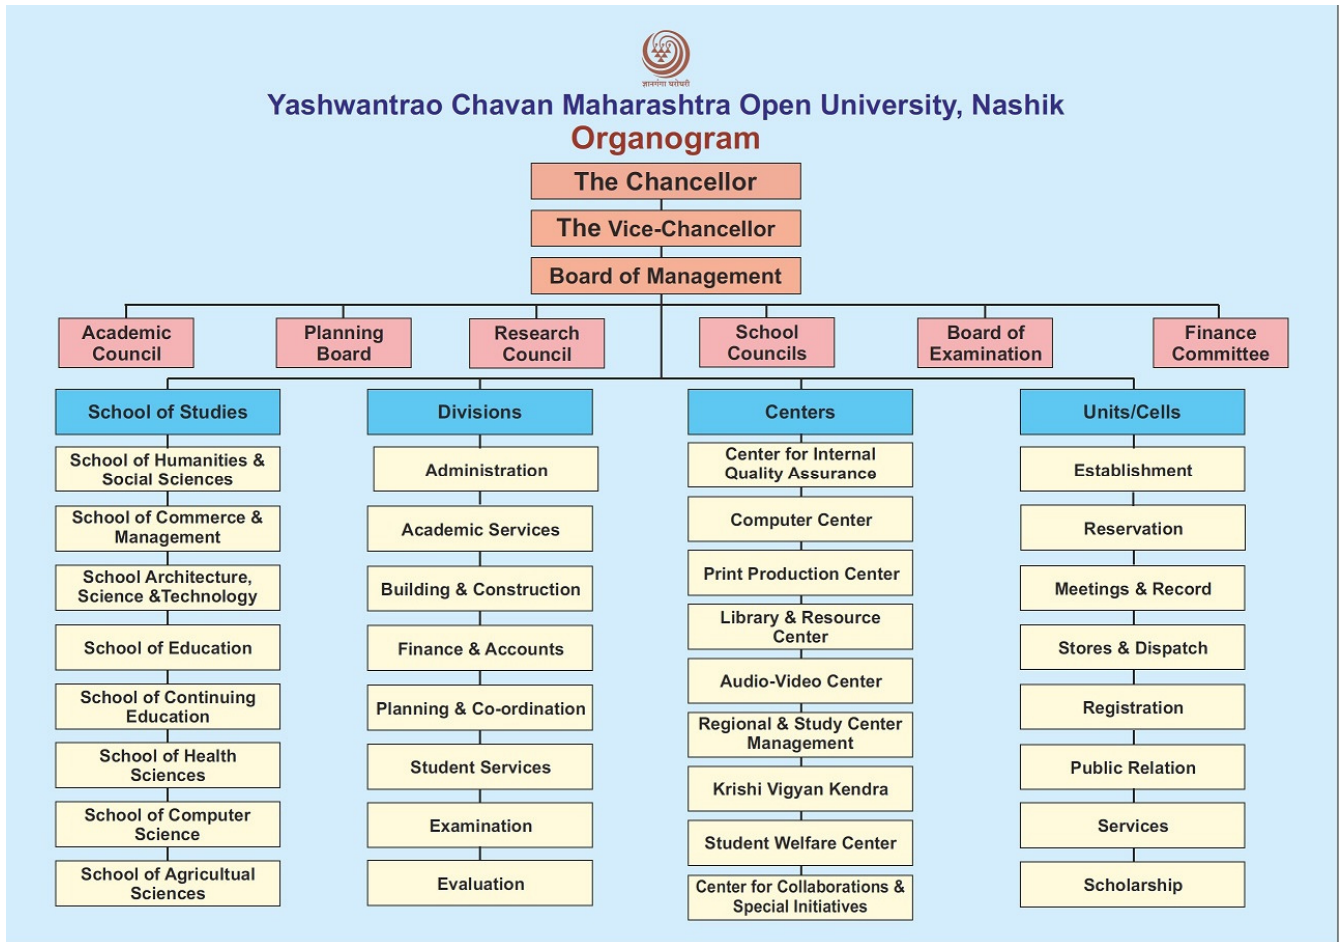 ज्ञानगंगा घरोघरी
Yashwantrao Chavan Maharashtra Open University, Nashik
Organogram
The Chancellor
The Vice-Chancellor
Board of Management
Academic
Council
Planning
Board
Research
Council
School
Councils
Board of
Examination
Finance
Committee
School of Studies
School of Humanities &
Social Sciences
School of Commerce &
Management
School Architecture,
Science &Technology
School of Education
School of Continuing
Education
School of Health
Sciences
School of Computer
Science
School of Agricultual
Sciences
Divisions
Administration
Academic Services
Building & Construction
Finance & Accounts
Planning & Co-ordination
Student Services
Examination
Evaluation
Centers
Center for Internal
Quality Assurance
Computer Center
Print Production Center
Library & Resource
Center
Audio-Video Center
Regional & Study Center
Management
Krishi Vigyan Kendra
Student Welfare Center
Center for Collaborations &
Special Initiatives
Units/Cells
Establishment
Reservation
Meetings & Record
Stores & Dispatch
Registration
Public Relation
Services
Scholarship